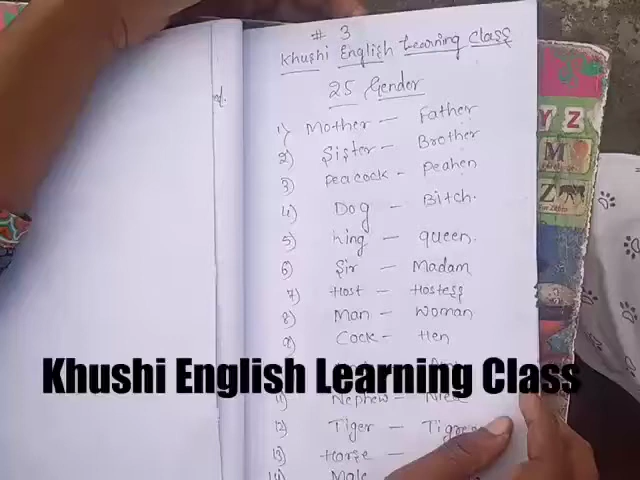 # 3
Khushi English Learning Class
25 Gender
1) Mother - Father
2) Sister - Brother
3) Peacock - Peahen
4) Dog - Bitch.
5) King - queen.
6) Sir - Madam
7) Host - Hostess
8) Man - Woman
9) Cock - Hen
Khushi English Learning Class
11) Nephew -
12) Tiger - Tigress
13) Horse -
14) Male
Y Z
M
Z